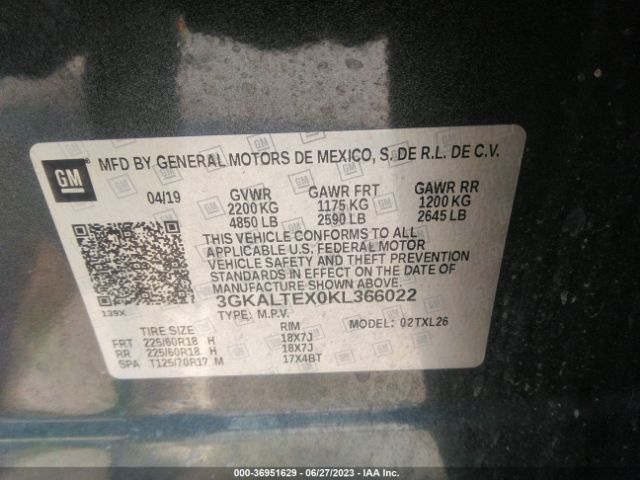 GM
MFD BY GENERAL MOTORS DE MEXICO, S. DE R.L. DE C.V.
04/19 GVWR GAWR FRT GAWR RR
2200 KG 1175 KG 1200 KG
4850 LB 2590 LB 2645 LB
THIS VEHICLE CONFORMS TO ALL
APPLICABLE U.S. FEDERAL MOTOR
VEHICLE SAFETY AND THEFT PREVENTION
STANDARDS IN EFFECT ON THE DATE OF
MANUFACTURE SHOWN ABOVE.
3GKALTEX0KL366022
139X TYPE: M.P.V. MODEL: 02TXL26
TIRE SIZE RIM
FRT 225/60R18 H 18X7J
RR 225/60R18 H 18X7J
SPA T125/70R17 M 17X4BT
000-36951629 - 06/27/2023 - IAA Inc.